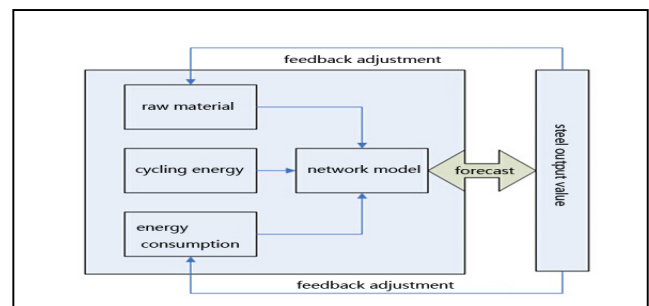 feedback adjustment
raw material
cycling energy
network model
forecast
steel output value
energy
consumption
feedback adjustment